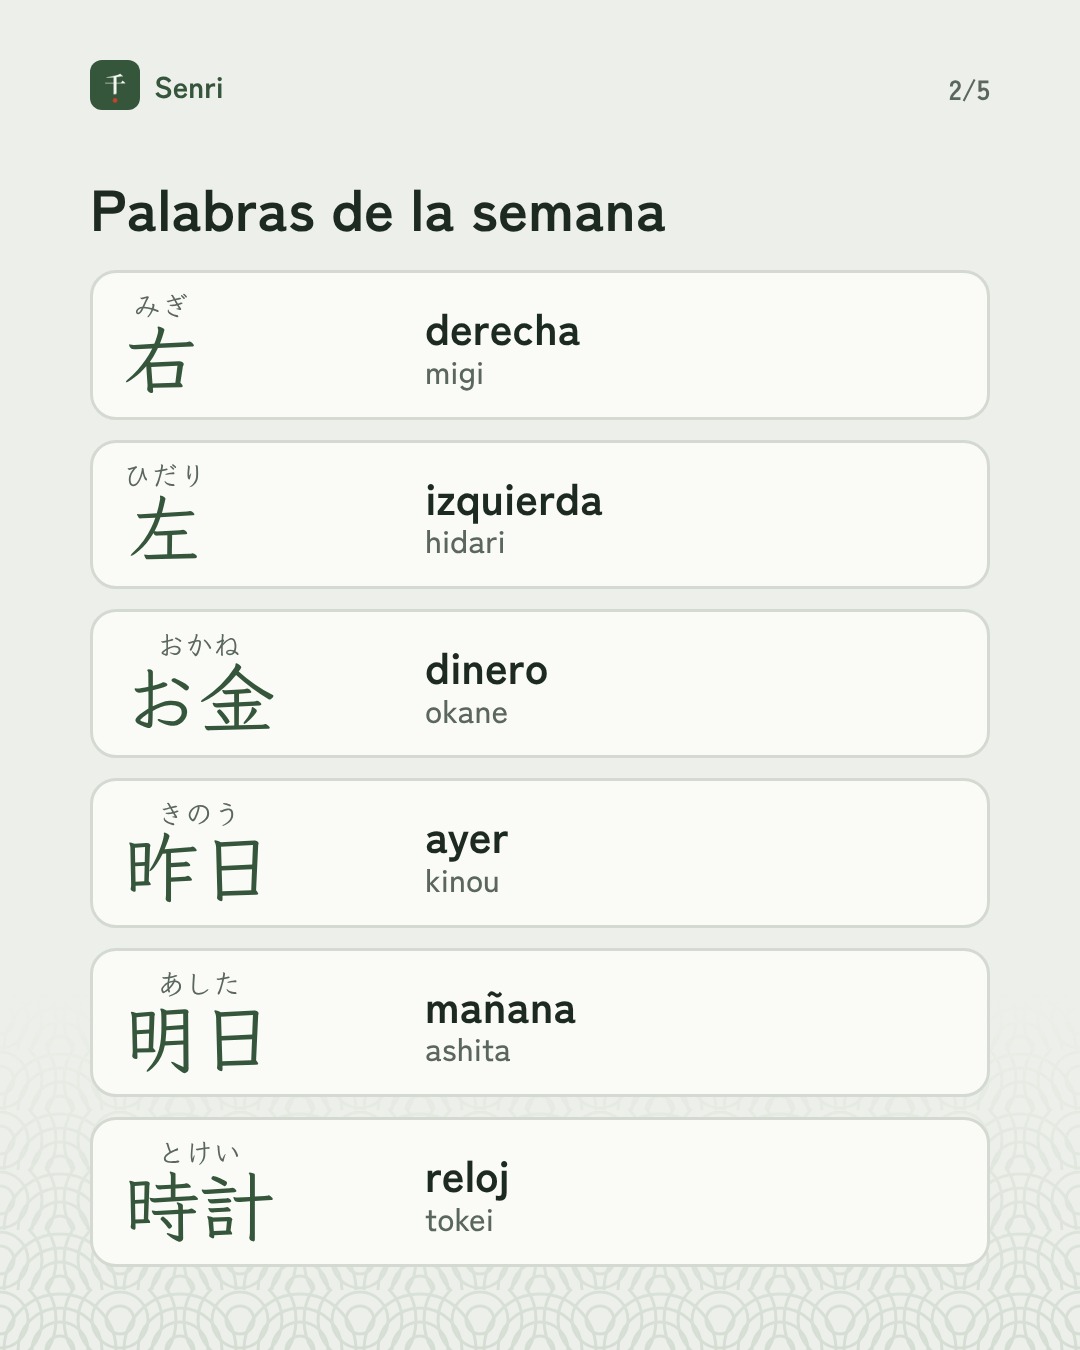 千
Senri
2/5
Palabras de la semana
みぎ
右
derecha
migi
ひだり
左
izquierda
hidari
おかね
お金
dinero
okane
きのう
昨日
ayer
kinou
あした
明日
mañana
ashita
とけい
時計
reloj
tokei